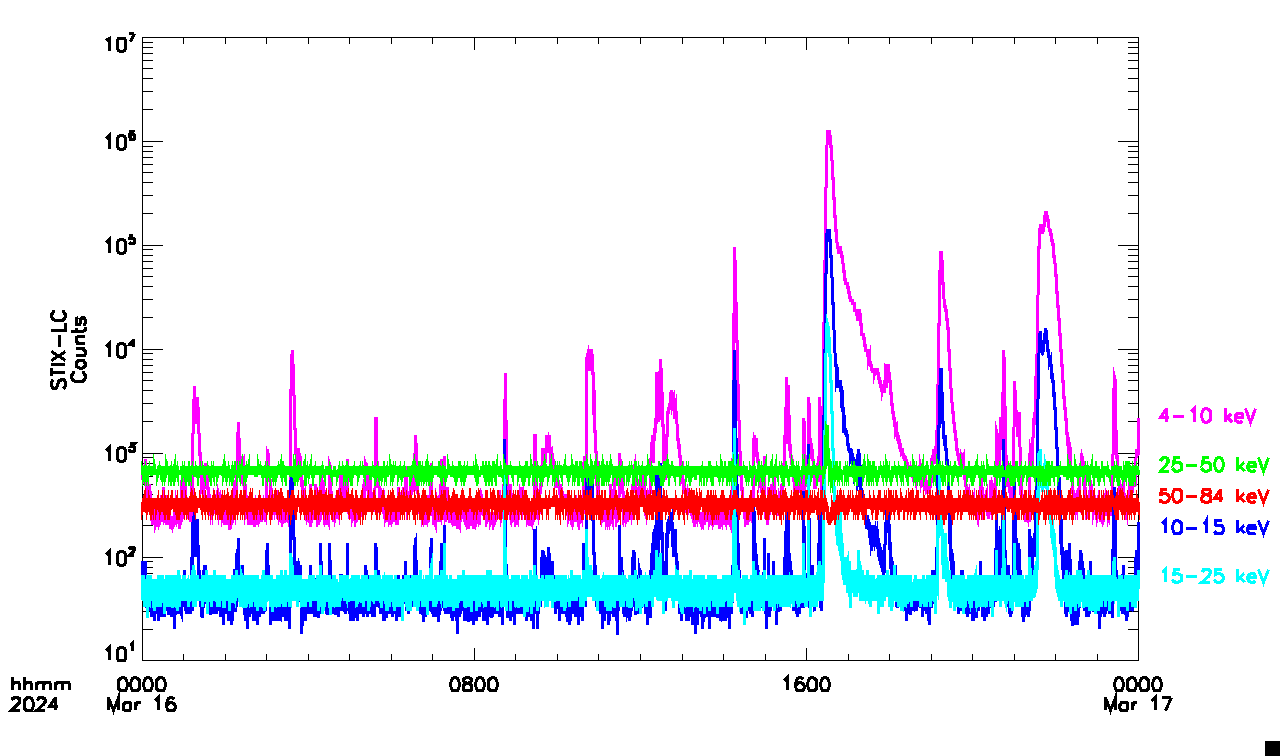 10⁷
10⁶
10⁵
10⁴
10³
10²
10¹
STIX-LC
Counts
4-10 keV
25-50 keV
50-84 keV
10-15 keV
15-25 keV
hhmm 0000 0800 1600 0000
2024 Mar 16 Mar 17